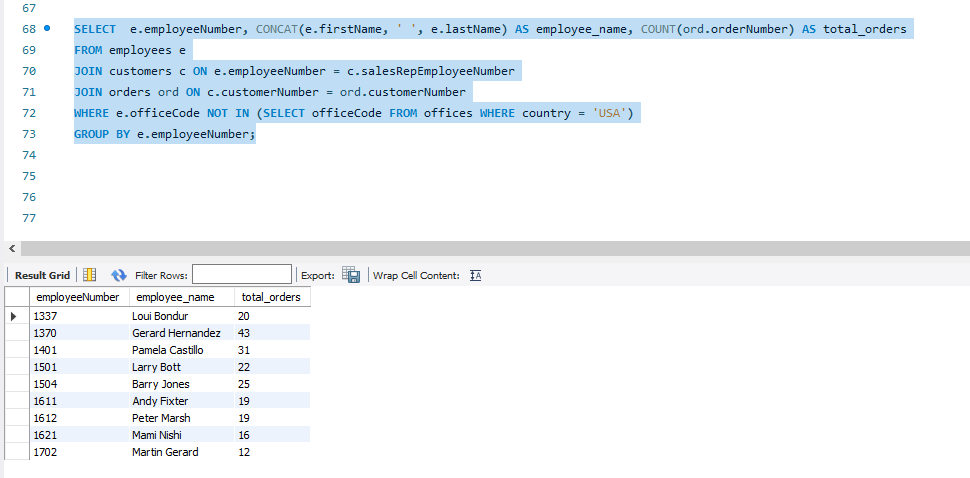 67
68 SELECT  e.employeeNumber, CONCAT(e.firstName, ' ', e.lastName) AS employee_name, COUNT(ord.orderNumber) AS total_orders
69 FROM employees e
70 JOIN customers c ON e.employeeNumber = c.salesRepEmployeeNumber
71 JOIN orders ord ON c.customerNumber = ord.customerNumber
72 WHERE e.officeCode NOT IN (SELECT officeCode FROM offices WHERE country = 'USA')
73 GROUP BY e.employeeNumber;
74
75
76
77
Result Grid Filter Rows: Export: Wrap Cell Content:
employeeNumber employee_name total_orders
1337 Loui Bondur 20
1370 Gerard Hernandez 43
1401 Pamela Castillo 31
1501 Larry Bott 22
1504 Barry Jones 25
1611 Andy Fixter 19
1612 Peter Marsh 19
1621 Mami Nishi 16
1702 Martin Gerard 12